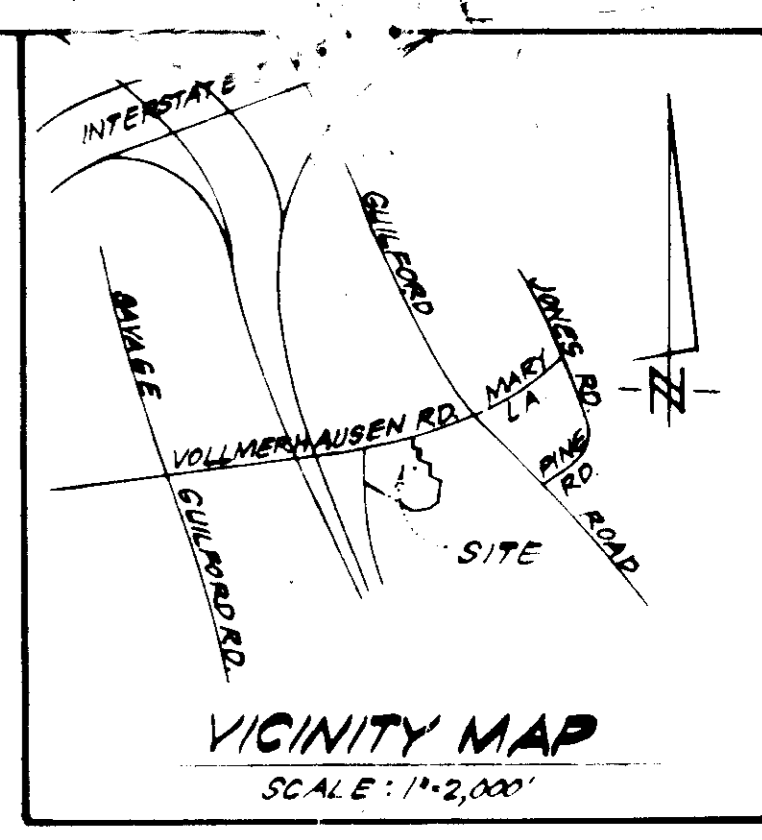 INTERSTATE
GUILFORD
SAVAGE
JONES RD.
MARY LA
N
VOLLMERHAUSEN RD.
PINE RD.
GUILFORD RD.
ROAD
SITE
VICINITY MAP
SCALE: 1"=2,000'